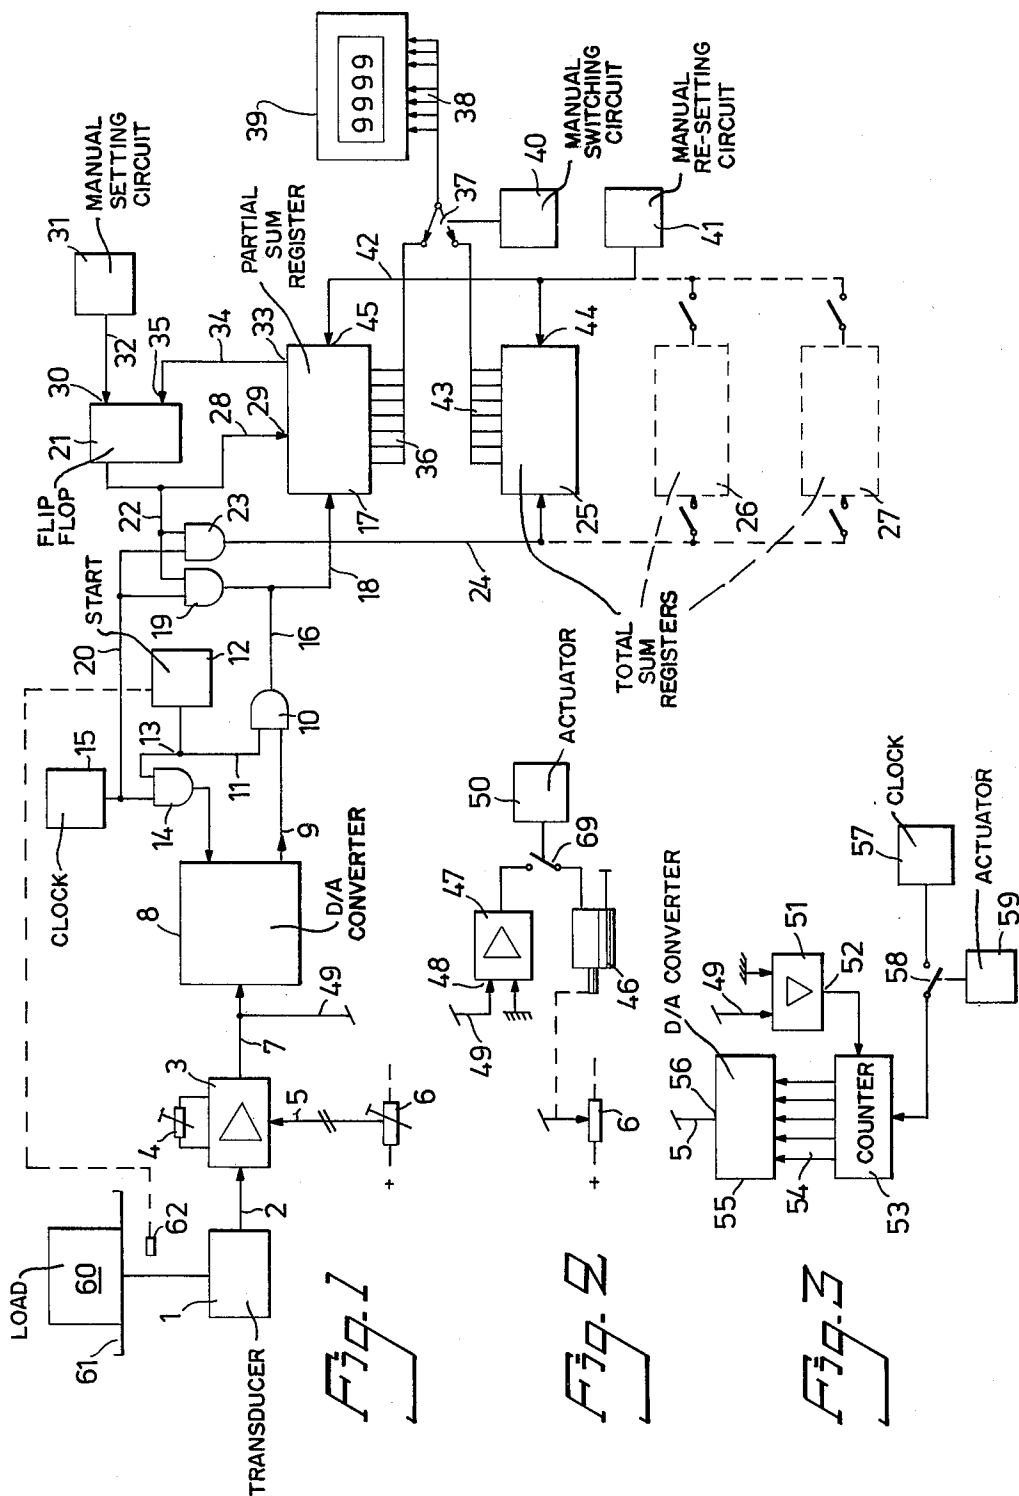 LOAD
60
61
62
1
TRANSDUCER
2
3
4
5
6
+
7
49
8
D/A
CONVERTER
9
CLOCK
15
14
13
11
10
12
START
20
16
19
18
FLIP
FLOP
21
22
23
24
30
35
32
31
MANUAL
SETTING
CIRCUIT
28
29
34
33
PARTIAL
SUM
REGISTER
17
45
36
42
43
44
25
26
27
TOTAL
SUM
REGISTERS
37
38
39
9999
40
MANUAL
SWITCHING
CIRCUIT
41
MANUAL
RE-SETTING
CIRCUIT
Fig. 1
+
6
49
48
47
46
69
50
ACTUATOR
Fig. 2
55
5
56
D/A CONVERTER
54
53
COUNTER
49
51
52
58
57
CLOCK
59
ACTUATOR
Fig. 3